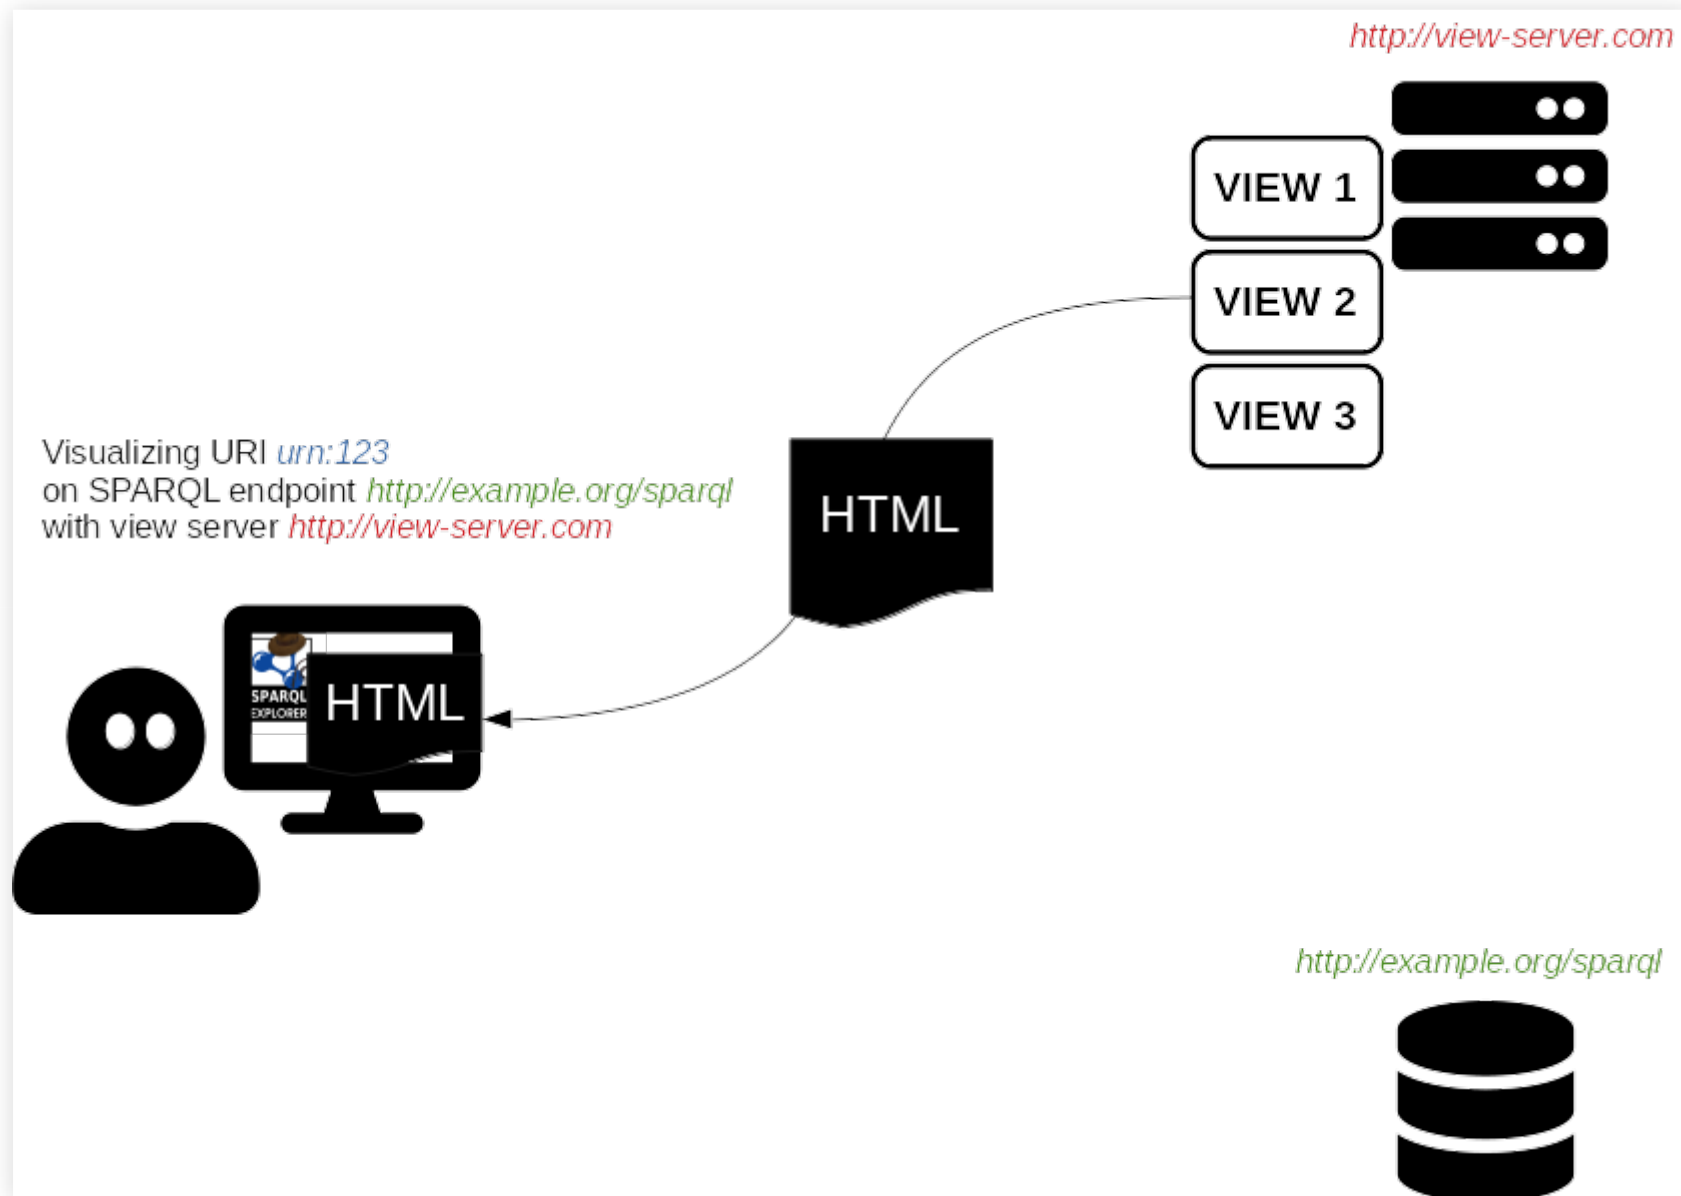 http://view-server.com
VIEW 1
VIEW 2
VIEW 3
Visualizing URI urn:123
on SPARQL endpoint http://example.org/sparql
with view server http://view-server.com
HTML
SPARQL
EXPLORER
HTML
http://example.org/sparql